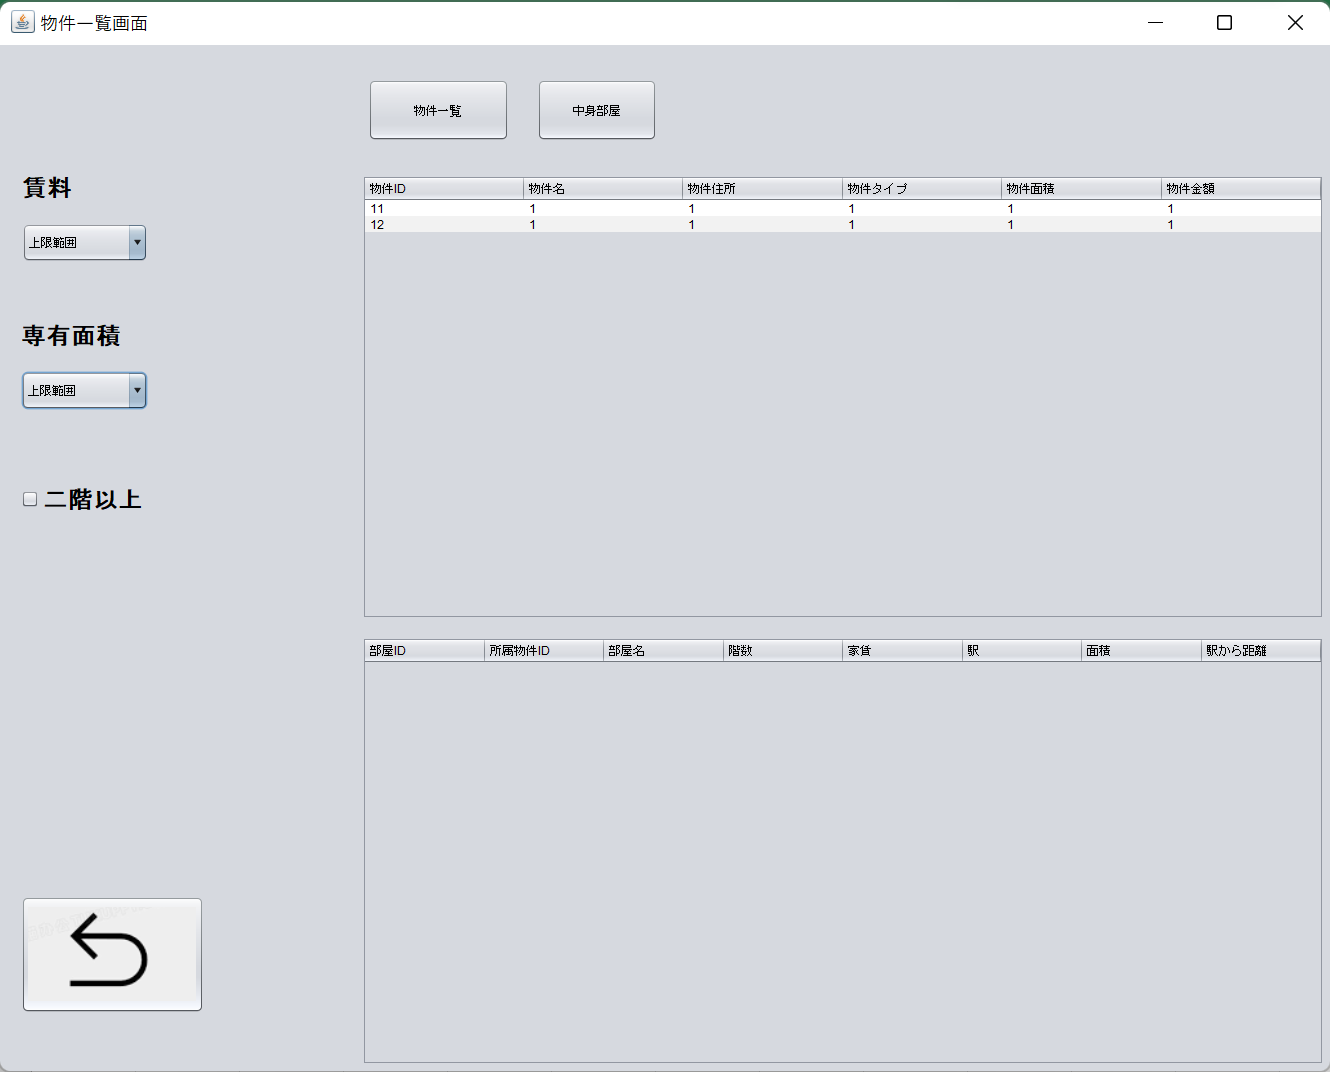 物件一覧画面
物件一覧 中身部屋
賃料
上限範囲
専有面積
上限範囲
二階以上
物件ID 物件名 物件住所 物件タイプ 物件面積 物件金額
11 1 1 1 1 1
12 1 1 1 1 1
部屋ID 所属物件ID 部屋名 階数 家賃 駅 面積 駅から距離